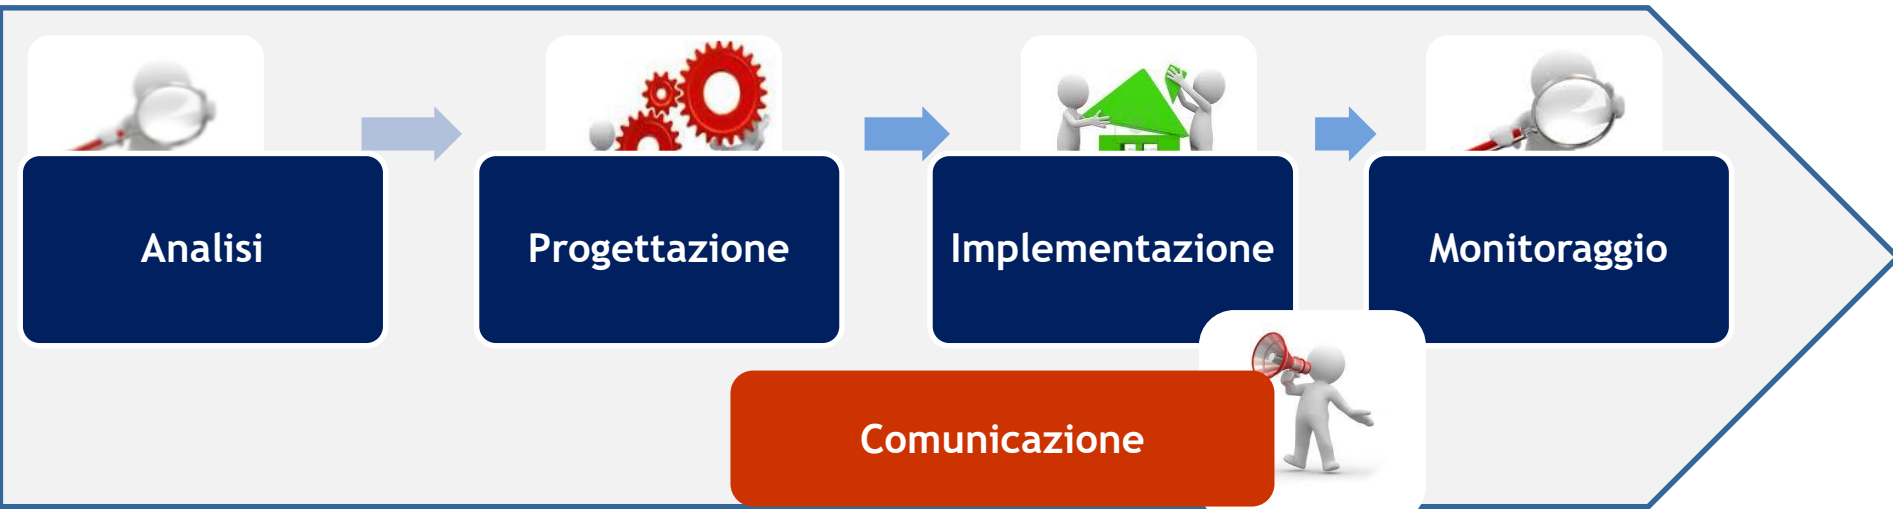 Analisi
Progettazione
Implementazione
Monitoraggio
Comunicazione